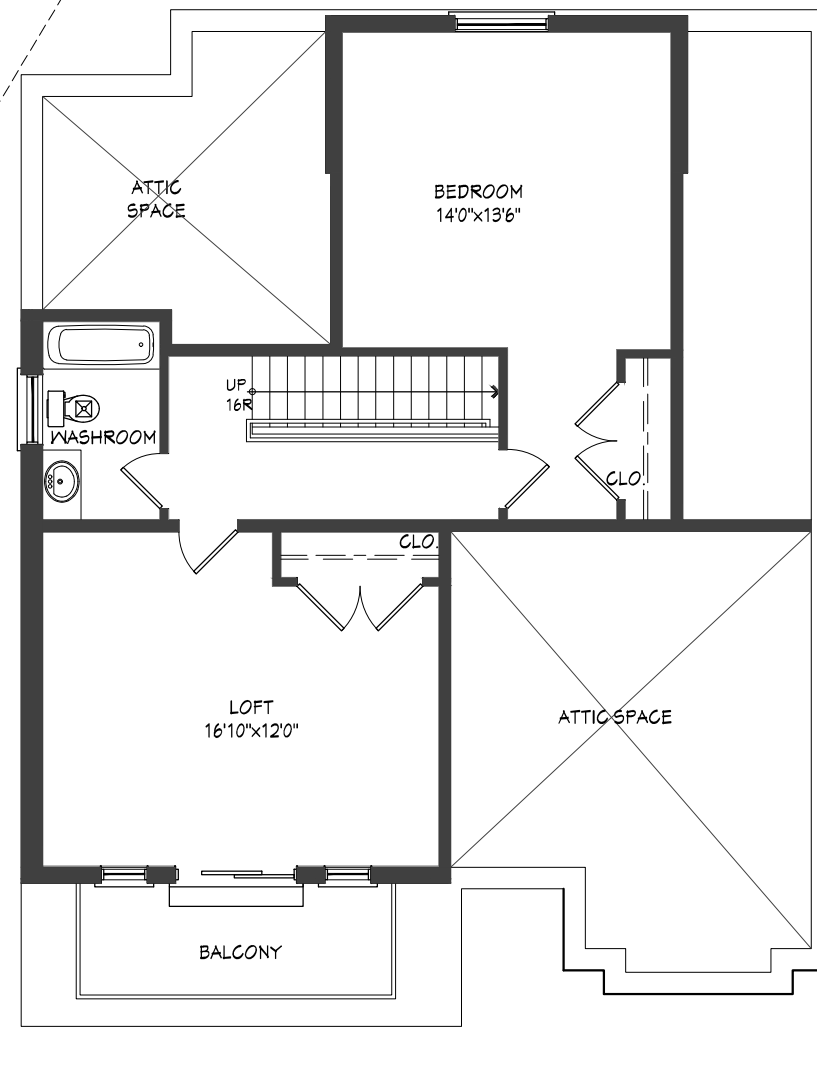 ATTIC
SPACE
BEDROOM
14'0"x13'6"
UP
16R
WASHROOM
CLO.
CLO.
LOFT
16'10"x12'0"
ATTIC SPACE
BALCONY